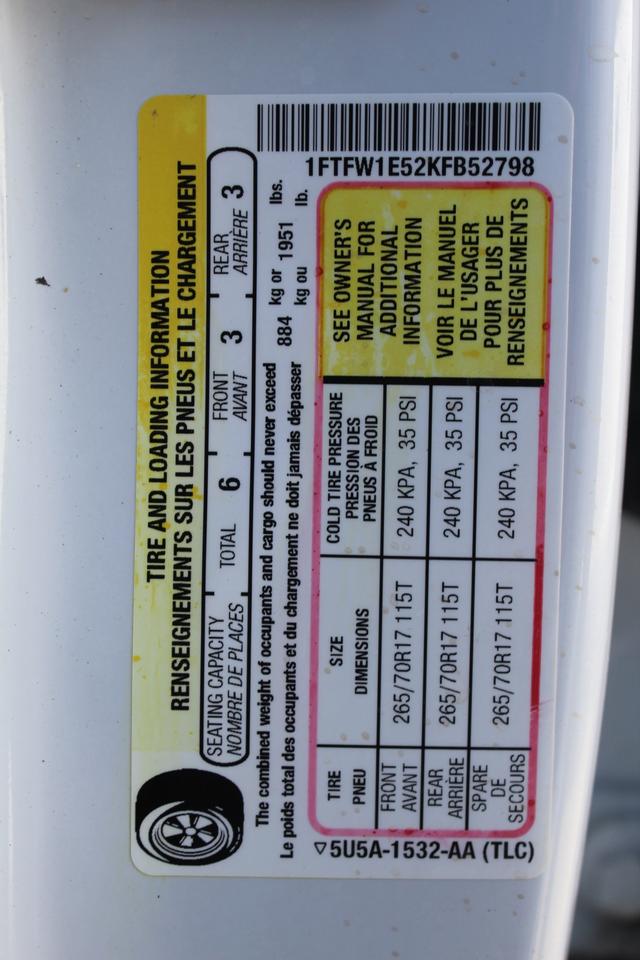 TIRE AND LOADING INFORMATION
RENSEIGNEMENTS SUR LES PNEUS ET LE CHARGEMENT
SEATING CAPACITY
NOMBRE DE PLACES
TOTAL 6
FRONT
AVANT 3
REAR
ARRIÈRE 3
The combined weight of occupants and cargo should never exceed 884 kg or 1951 lbs.
Le poids total des occupants et du chargement ne doit jamais dépasser kg ou lb.
TIRE
PNEU
SIZE
DIMENSIONS
COLD TIRE PRESSURE
PRESSION DES
PNEUS À FROID
FRONT
AVANT
265/70R17 115T
240 KPA, 35 PSI
REAR
ARRIÈRE
265/70R17 115T
240 KPA, 35 PSI
SPARE
DE
SECOURS
265/70R17 115T
240 KPA, 35 PSI
SEE OWNER'S
MANUAL FOR
ADDITIONAL
INFORMATION
VOIR LE MANUEL
DE L'USAGER
POUR PLUS DE
RENSEIGNEMENTS
1FTFW1E52KFB52798
5U5A-1532-AA (TLC)